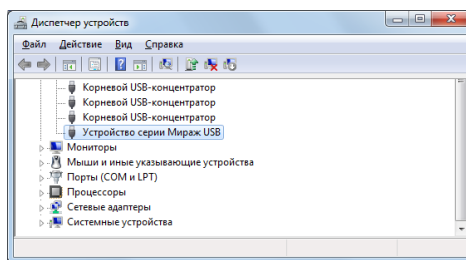 Диспетчер устройств
Файл Действие Вид Справка
Корневой USB-концентратор
Корневой USB-концентратор
Корневой USB-концентратор
Устройство серии Мираж USB
Мониторы
Мыши и иные указывающие устройства
Порты (COM и LPT)
Процессоры
Сетевые адаптеры
Системные устройства